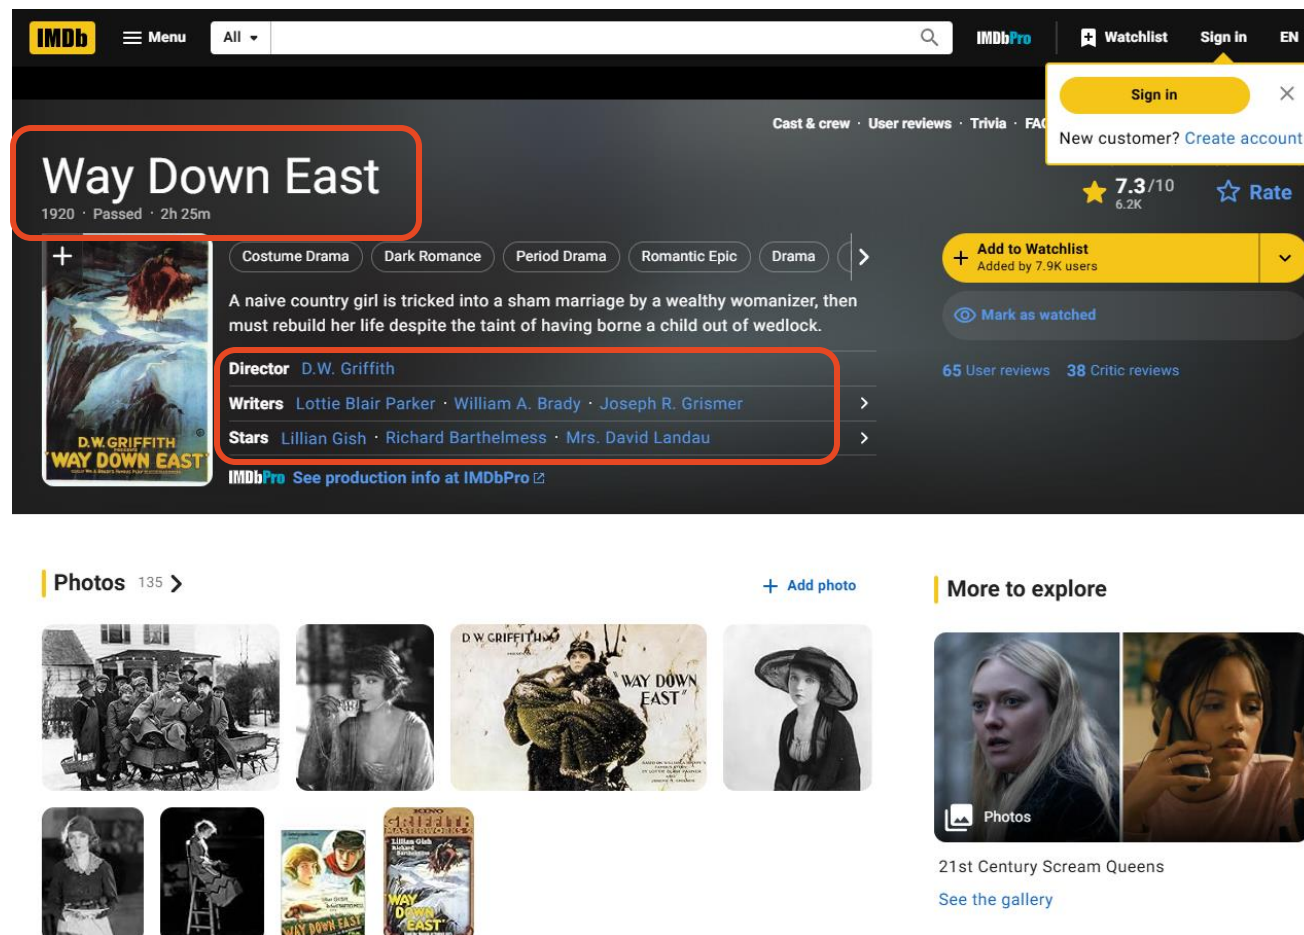 IMDb Menu All IMDbPro Watchlist Sign in EN
Sign in
New customer? Create account
Cast & crew · User reviews · Trivia · FAQ
Way Down East
1920 · Passed · 2h 25m
7.3/10
6.2K
Rate
Costume Drama Dark Romance Period Drama Romantic Epic Drama
A naive country girl is tricked into a sham marriage by a wealthy womanizer, then
must rebuild her life despite the taint of having borne a child out of wedlock.
Director D.W. Griffith
Writers Lottie Blair Parker · William A. Brady · Joseph R. Grismer
Stars Lillian Gish · Richard Barthelmess · Mrs. David Landau
IMDbPro See production info at IMDbPro
D.W. GRIFFITH
"WAY DOWN EAST"
Add to Watchlist
Added by 7.9K users
Mark as watched
65 User reviews 38 Critic reviews
Photos 135
Add photo
D.W. GRIFFITH
"WAY DOWN
EAST"
KINO
GRIFFITH
MASTERWORKS
Lillian Gish
Richard
Barthelmess
WAY
DOWN
EAST
WAY DOWN EAST
More to explore
Photos
21st Century Scream Queens
See the gallery